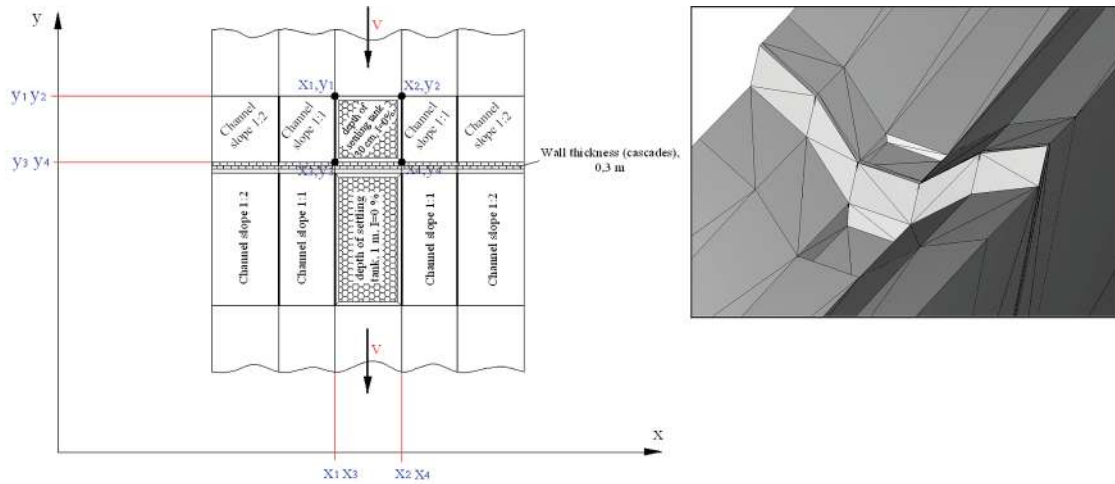 y
v
x1,y1
x2,y2
y1 y2
Channel
slope 1:2
Channel
slope 1:1
depth of
settling tank
30 cm, I=0%
Channel
slope 1:1
Channel
slope 1:2
y3 y4
x3,y3
x4,y4
Wall thickness (cascades),
0,3 m
Channel slope 1:2
Channel slope 1:1
depth of settling
tank, 1 m, I=0 %
Channel slope 1:1
Channel slope 1:2
v
x
x1 x3
x2 x4